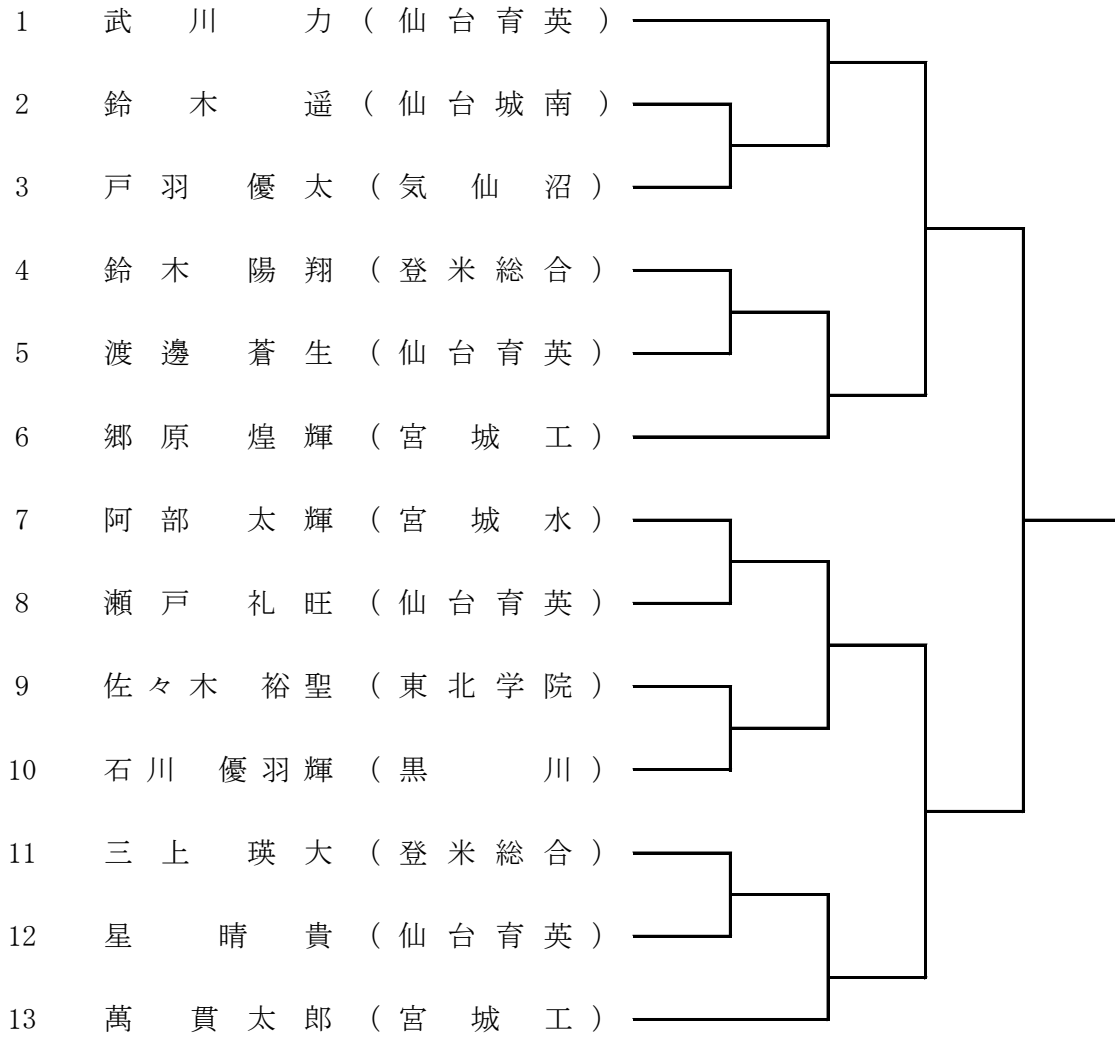 1 武川 力 (仙台育英)
2 鈴木 遥 (仙台城南)
3 戸羽 優太 (気仙沼)
4 鈴木 陽翔 (登米総合)
5 渡邊 蒼生 (仙台育英)
6 郷原 煌輝 (宮城工)
7 阿部 太輝 (宮城水)
8 瀬戸 礼旺 (仙台育英)
9 佐々木 裕聖 (東北学院)
10 石川 優羽輝 (黒川)
11 三上 瑛大 (登米総合)
12 星 晴貴 (仙台育英)
13 萬 貫太郎 (宮城工)